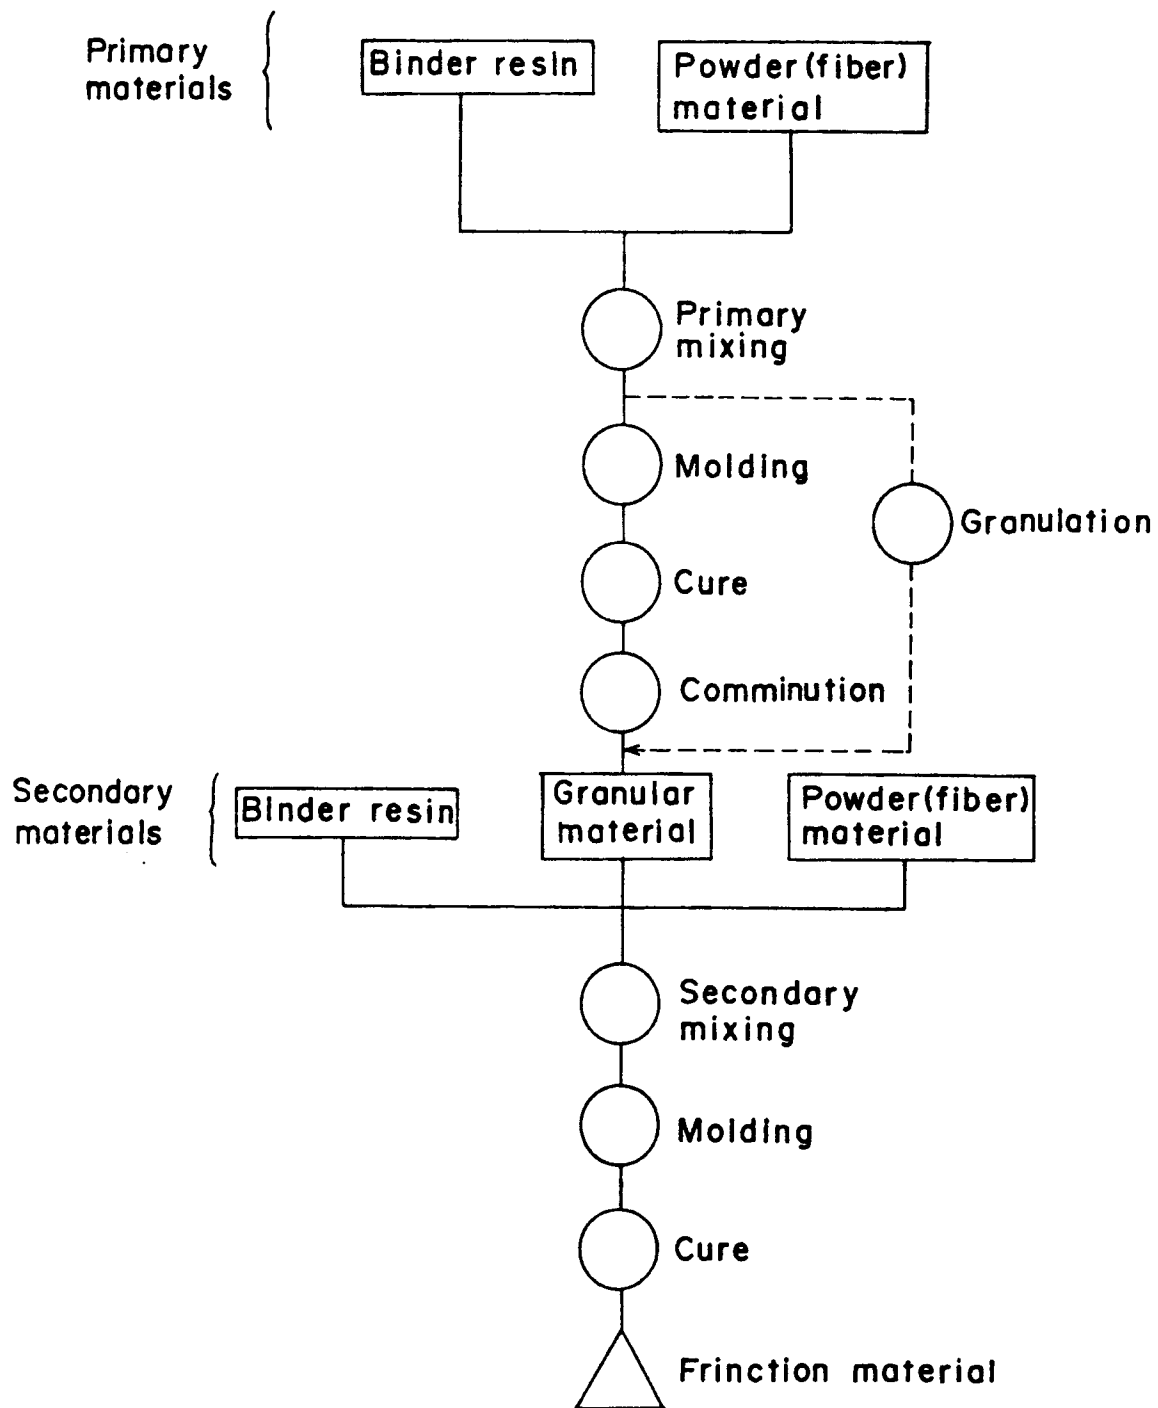 Primary
materials
Binder resin
Powder(fiber)
material
Primary
mixing
Molding
Granulation
Cure
Comminution
Secondary
materials
Binder resin
Granular
material
Powder(fiber)
material
Secondary
mixing
Molding
Cure
Frinction material